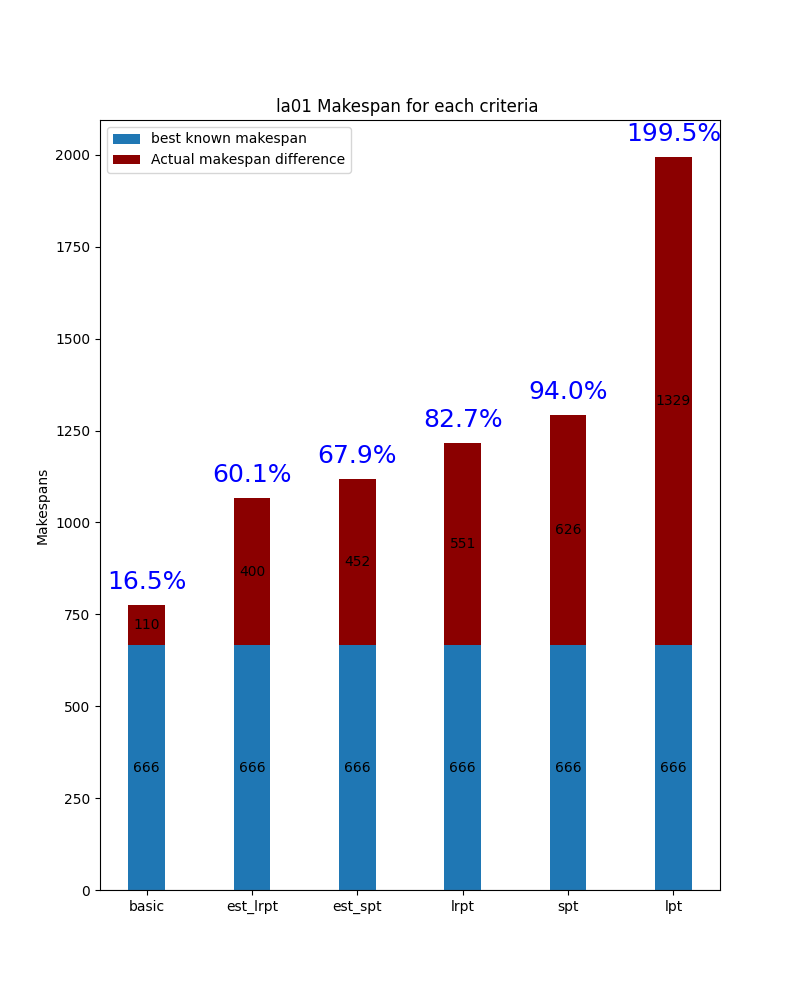 la01 Makespan for each criteria
best known makespan
Actual makespan difference
199.5%
94.0%
82.7%
67.9%
60.1%
16.5%
2000
1750
1500
1250
1000
750
500
250
0
Makespans
110
400
452
551
626
1329
666
666
666
666
666
666
basic
est_lrpt
est_spt
lrpt
spt
lpt